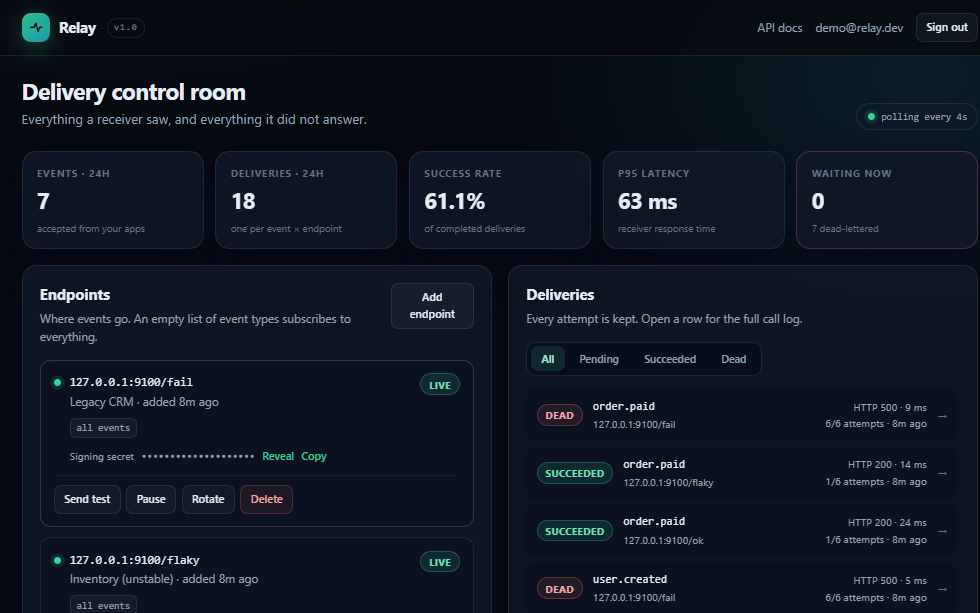 Relay v1.0
API docs demo@relay.dev Sign out
Delivery control room
Everything a receiver saw, and everything it did not answer.
polling every 4s
EVENTS · 24H
7
accepted from your apps
DELIVERIES · 24H
18
one per event × endpoint
SUCCESS RATE
61.1%
of completed deliveries
P95 LATENCY
63 ms
receiver response time
WAITING NOW
0
7 dead-lettered
Endpoints
Where events go. An empty list of event types subscribes to
everything.
Add
endpoint
127.0.0.1:9100/fail
LIVE
Legacy CRM · added 8m ago
all events
Signing secret •••••••••••••••••••• Reveal Copy
Send test Pause Rotate Delete
127.0.0.1:9100/flaky
LIVE
Inventory (unstable) · added 8m ago
all events
Deliveries
Every attempt is kept. Open a row for the full call log.
All Pending Succeeded Dead
DEAD
order.paid
127.0.0.1:9100/fail
HTTP 500 · 9 ms
6/6 attempts · 8m ago →
SUCCEEDED
order.paid
127.0.0.1:9100/flaky
HTTP 200 · 14 ms
1/6 attempts · 8m ago →
SUCCEEDED
order.paid
127.0.0.1:9100/ok
HTTP 200 · 24 ms
1/6 attempts · 8m ago →
DEAD
user.created
127.0.0.1:9100/fail
HTTP 500 · 5 ms
6/6 attempts · 8m ago →